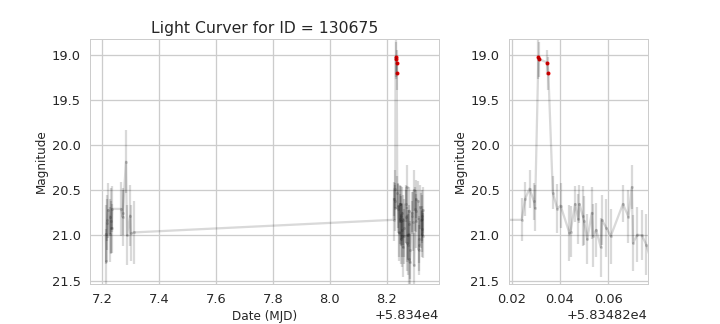 Light Curver for ID = 130675
Magnitude
19.0
19.5
20.0
20.5
21.0
21.5
7.2 7.4 7.6 7.8 8.0 8.2
Date (MJD)
+5.834e4
Magnitude
19.0
19.5
20.0
20.5
21.0
21.5
0.02 0.04 0.06
+5.83482e4